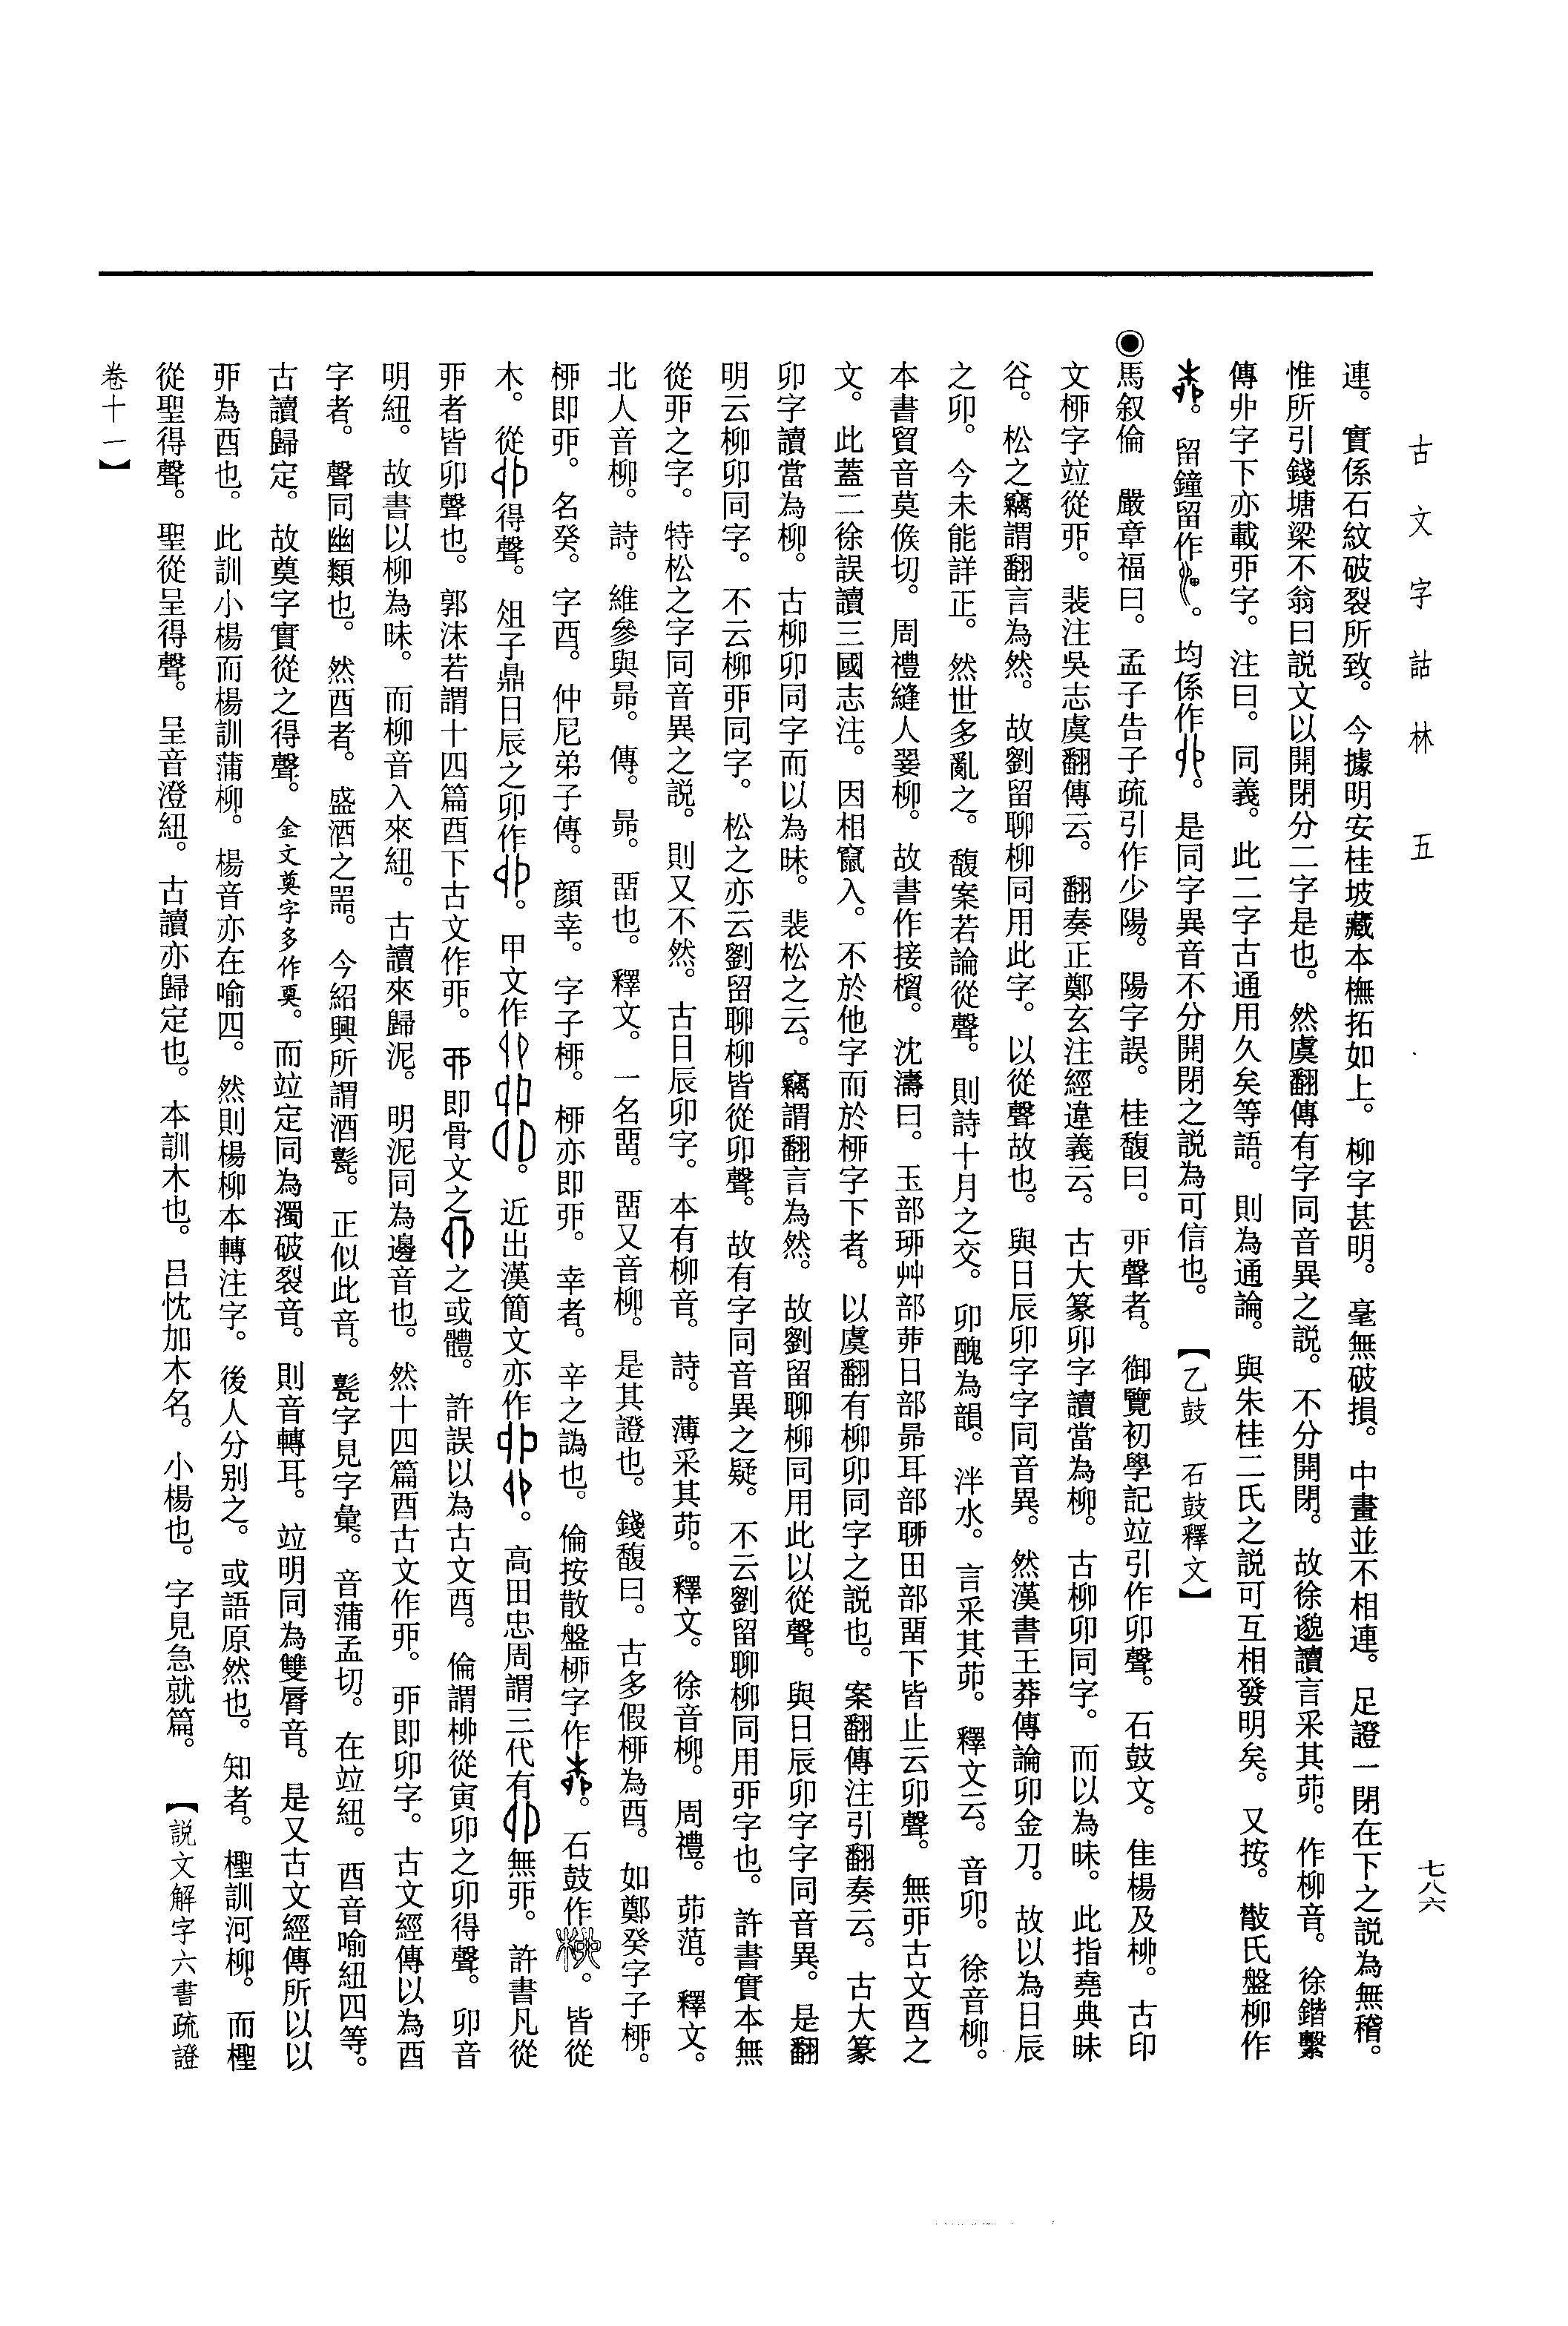 古文字詁林　五
七八六
連。實係石紋破裂所致。今據明安桂坡藏本橅拓如上。柳字甚明。毫無破損。中畫並不相連。足證一閉在下之説為無稽。
惟所引錢塘梁不翁曰説文以開閉分二字是也。然虞翻傳有字同音異之説。不分開閉。故徐邈讀言采其茆。作柳音。徐鍇繫
傳丣字下亦載丣字。注曰。同義。此二字古通用久矣等語。則為通論。與朱桂二氏之説可互相發明矣。又按。散氏盤柳作
。留鐘留作。均係作。是同字異音不分開閉之説為可信也。【乙鼓　石鼓釋文】
◉馬叙倫　嚴章福曰。孟子告子疏引作少陽。陽字誤。桂馥曰。丣聲者。御覽初學記竝引作卯聲。石鼓文。隹楊及柳。古印
文桺字竝從丣。裴注吳志虞翻傳云。翻奏正鄭玄注經違義云。古大篆卯字讀當為柳。古柳卯同字。而以為昧。此指堯典昧
谷。松之竊謂翻言為然。故劉留聊柳同用此字。以從聲故也。與日辰卯字字同音異。然漢書王莽傳論卯金刀。故以為日辰
之卯。今未能詳正。然世多亂之。馥案若論從聲。則詩十月之交。卯醜為韻。泮水。言采其茆。釋文云。音卯。徐音柳。
本書貿音莫候切。周禮縫人翣柳。故書作接橮。沈濤曰。玉部珋艸部茆日部昴耳部聊田部畱下皆止云卯聲。無丣古文酉之
文。此蓋二徐誤讀三國志注。因相竄入。不於他字而於桺字下者。以虞翻有柳卯同字之説也。案翻傳注引翻奏云。古大篆
卯字讀當為柳。古柳卯同字而以為昧。裴松之云。竊謂翻言為然。故劉留聊柳同用此以從聲。與日辰卯字字同音異。是翻
明云柳卯同字。不云柳丣同字。松之亦云劉留聊柳皆從卯聲。故有字同音異之疑。不云劉留聊柳同用丣字也。許書實本無
從丣之字。特松之字同音異之説。則又不然。古日辰卯字。本有柳音。詩。薄采其茆。釋文。徐音柳。周禮。茆菹。釋文。
北人音柳。詩。維參與昴。傳。昴。畱也。釋文。一名畱。畱又音柳。是其證也。錢馥曰。古多假桺為酉。如鄭癸字子桺。
桺即丣。名癸。字酉。仲尼弟子傳。顔幸。字子桺。桺亦即丣。幸者。辛之譌也。倫按散盤桺字作。石鼓作。皆從
木。從得聲。俎子鼎日辰之卯作。甲文作。近出漢簡文亦作。高田忠周謂三代有無丣。許書凡從
丣者皆卯聲也。郭沫若謂十四篇酉下古文作丣。即骨文之之或體。許誤以為古文酉。倫謂柳從寅卯之卯得聲。卯音
明紐。故書以柳為昧。而柳音入來紐。古讀來歸泥。明泥同為邊音也。然十四篇酉古文作丣。丣即卯字。古文經傳以為酉
字者。聲同幽類也。然酉者。盛酒之噐。今紹興所謂酒甏。正似此音。甏字見字彙。音蒲孟切。在竝紐。酉音喻紐四等。
古讀歸定。故奠字實從之得聲。金文奠字多作奠。而竝定同為濁破裂音。則音轉耳。竝明同為雙脣音。是又古文經傳所以以
丣為酉也。此訓小楊而楊訓蒲柳。楊音亦在喻四。然則楊柳本轉注字。後人分别之。或語原然也。知者。檉訓河柳。而檉
從聖得聲。聖從呈得聲。呈音澄紐。古讀亦歸定也。本訓木也。呂忱加木名。小楊也。字見急就篇。【説文解字六書疏證
卷十一】